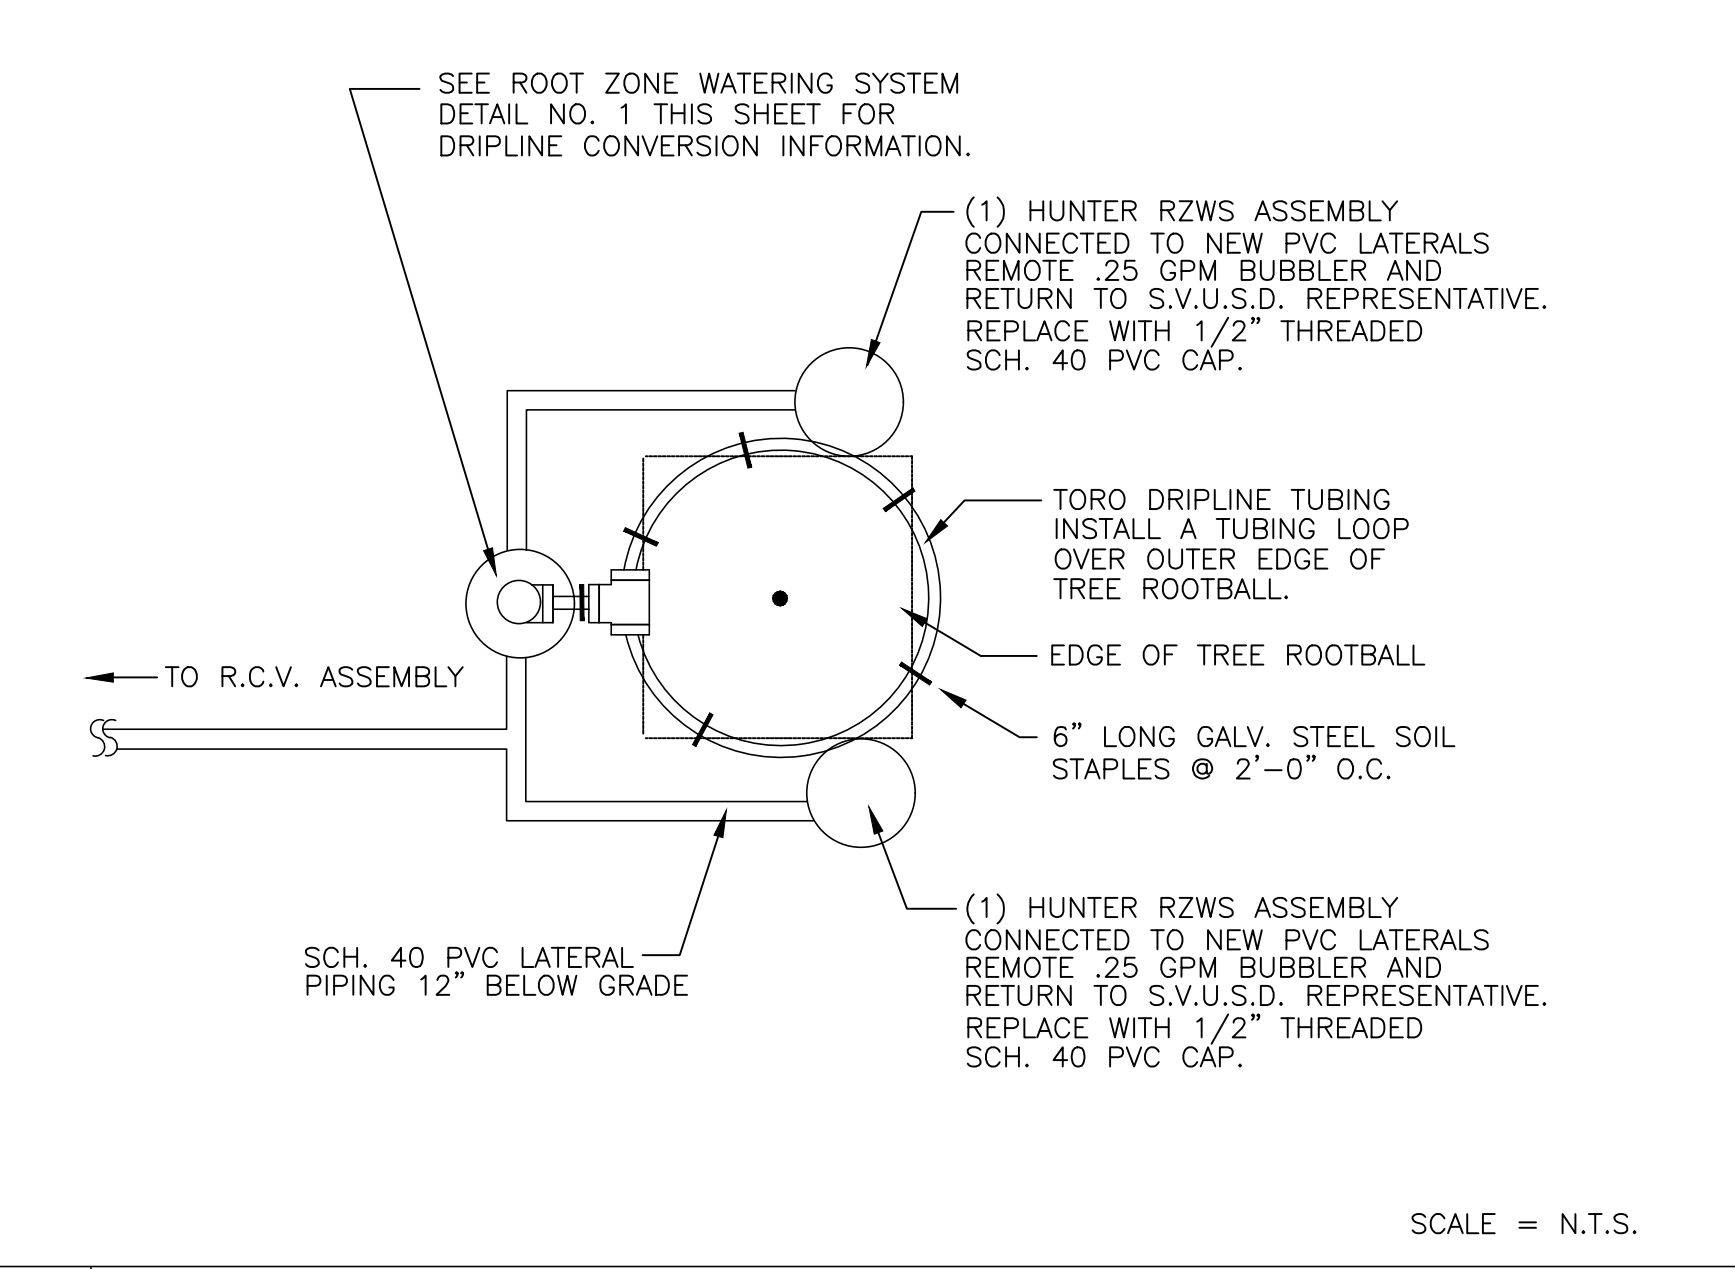 SEE ROOT ZONE WATERING SYSTEM
DETAIL NO. 1 THIS SHEET FOR
DRIPLINE CONVERSION INFORMATION.
(1) HUNTER RZWS ASSEMBLY
CONNECTED TO NEW PVC LATERALS
REMOTE .25 GPM BUBBLER AND
RETURN TO S.V.U.S.D. REPRESENTATIVE.
REPLACE WITH 1/2” THREADED
SCH. 40 PVC CAP.
TORO DRIPLINE TUBING
INSTALL A TUBING LOOP
OVER OUTER EDGE OF
TREE ROOTBALL.
EDGE OF TREE ROOTBALL
TO R.C.V. ASSEMBLY
6” LONG GALV. STEEL SOIL
STAPLES @ 2’-0” O.C.
(1) HUNTER RZWS ASSEMBLY
CONNECTED TO NEW PVC LATERALS
REMOTE .25 GPM BUBBLER AND
RETURN TO S.V.U.S.D. REPRESENTATIVE.
REPLACE WITH 1/2” THREADED
SCH. 40 PVC CAP.
SCH. 40 PVC LATERAL
PIPING 12” BELOW GRADE
SCALE = N.T.S.